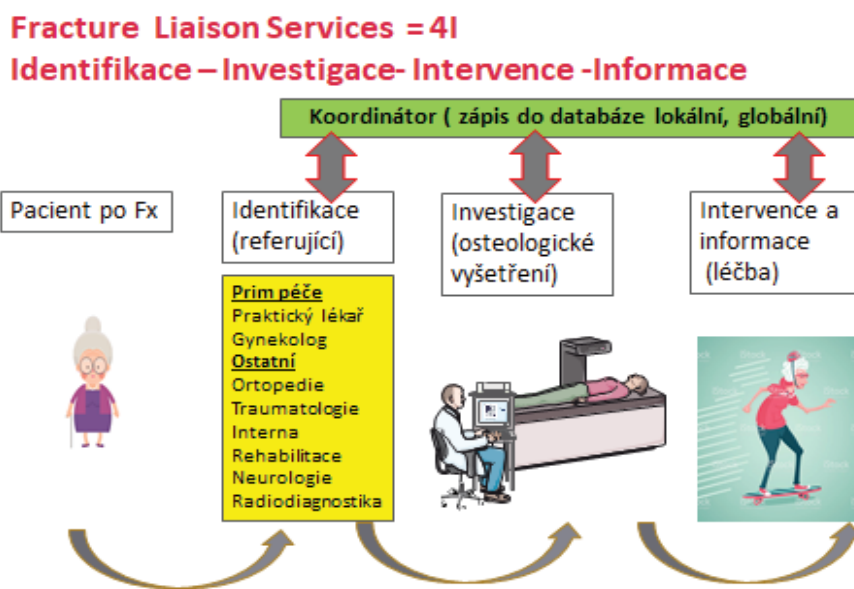 Fracture Liaison Services = 4I
Identifikace – Investigace- Intervence -Informace
Koordinátor ( zápis do databáze lokální, globální)
Pacient po Fx
Identifikace
(referující)
Investigace
(osteologické
vyšetření)
Intervence a
informace
(léčba)
Prim péče
Praktický lékař
Gynekolog
Ostatní
Ortopedie
Traumatologie
Interna
Rehabilitace
Neurologie
Radiodiagnostika
iStock